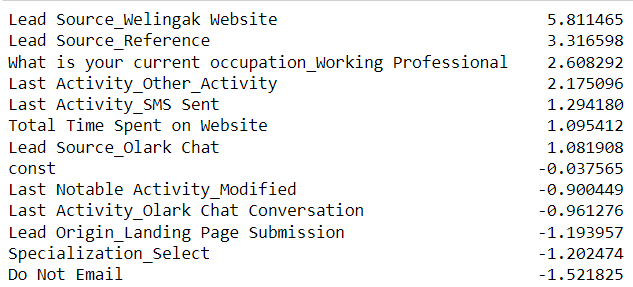 Lead Source_Welingak Website 5.811465
Lead Source_Reference 3.316598
What is your current occupation_Working Professional 2.608292
Last Activity_Other_Activity 2.175096
Last Activity_SMS Sent 1.294180
Total Time Spent on Website 1.095412
Lead Source_Olark Chat 1.081908
const -0.037565
Last Notable Activity_Modified -0.900449
Last Activity_Olark Chat Conversation -0.961276
Lead Origin_Landing Page Submission -1.193957
Specialization_Select -1.202474
Do Not Email -1.521825